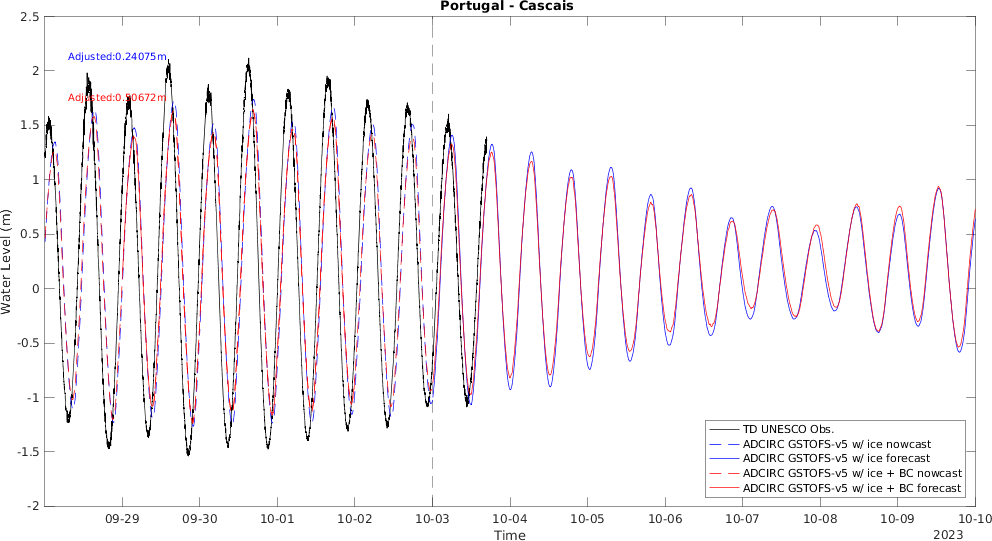 Portugal - Cascais
2.5
2
1.5
1
0.5
0
-0.5
-1
-1.5
-2
Water Level (m)
Adjusted:0.24075m
Adjusted:0.50672m
TD UNESCO Obs.
ADCIRC GSTOFS-v5 w/ ice nowcast
ADCIRC GSTOFS-v5 w/ ice forecast
ADCIRC GSTOFS-v5 w/ ice + BC nowcast
ADCIRC GSTOFS-v5 w/ ice + BC forecast
09-29 09-30 10-01 10-02 10-03 10-04 10-05 10-06 10-07 10-08 10-09 10-10
Time
2023